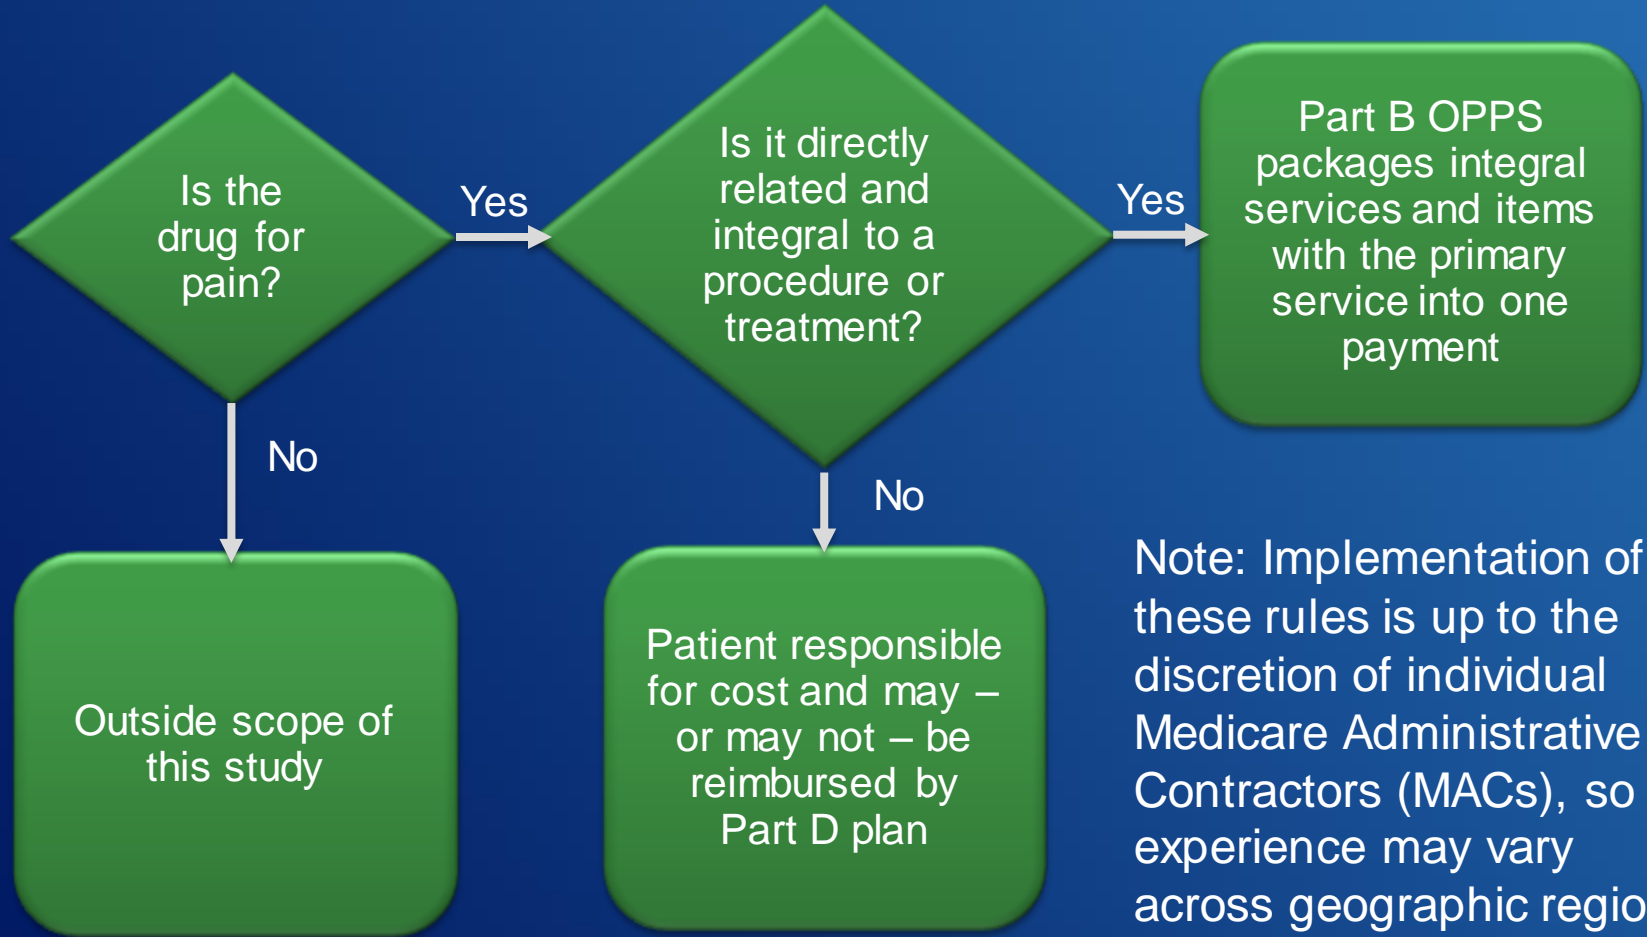 Is the
drug for
pain?
Yes
Is it directly
related and
integral to a
procedure or
treatment?
Yes
Part B OPPS
packages integral
services and items
with the primary
service into one
payment
No
No
Outside scope of
this study
Patient responsible
for cost and may –
or may not – be
reimbursed by
Part D plan
Note: Implementation of
these rules is up to the
discretion of individual
Medicare Administrative
Contractors (MACs), so
experience may vary
across geographic